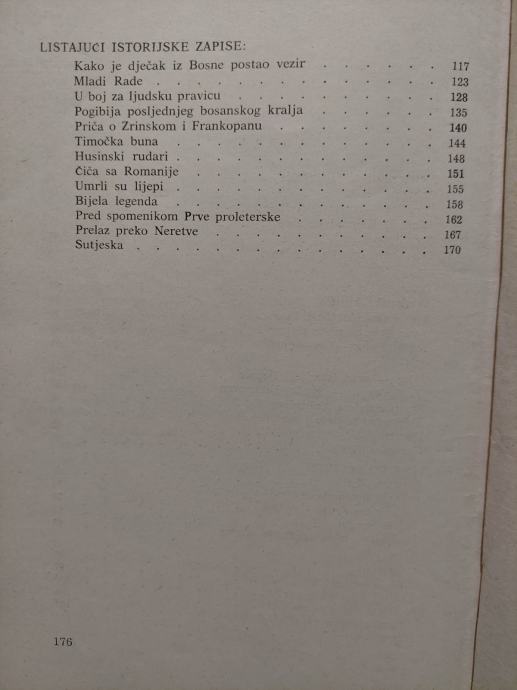 LISTAJUĆI ISTORIJSKE ZAPISE:
Kako je dječak iz Bosne postao vezir . . . . . . 117
Mladi Rade . . . . . . . . . . . . . . 123
U boj za ljudsku pravicu . . . . . . . . . . 128
Pogibija posljednjeg bosanskog kralja . . . . . . 135
Priča o Zrinskom i Frankopanu . . . . . . . . 140
Timočka buna . . . . . . . . . . . . . 144
Husinski rudari . . . . . . . . . . . . . 148
Čiča sa Romanije . . . . . . . . . . . . 151
Umrli su lijepi . . . . . . . . . . . . . 155
Bijela legenda . . . . . . . . . . . . . 158
Pred spomenikom Prve proleterske . . . . . . . 162
Prelaz preko Neretve . . . . . . . . . . . 167
Sutjeska . . . . . . . . . . . . . . . 170
176